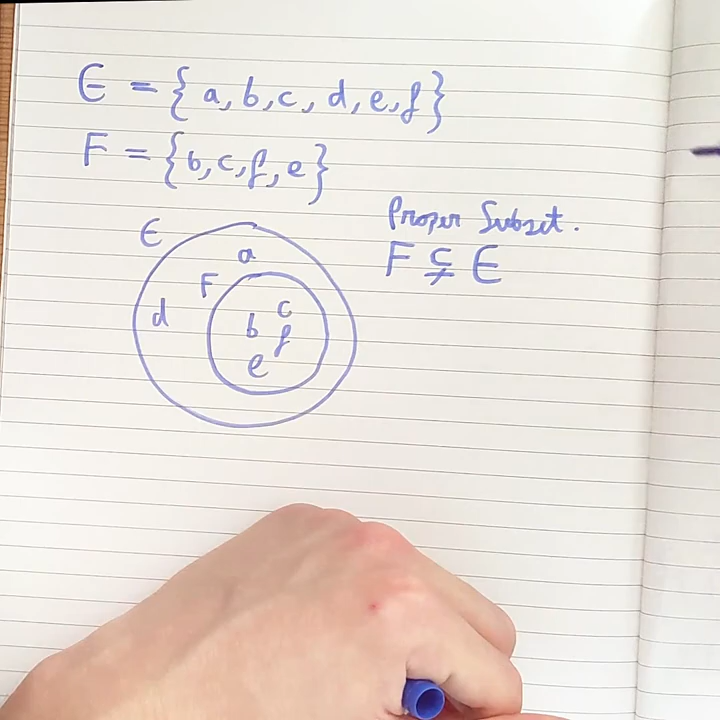 E = { a, b, c, d, e, f }
F = { b, c, f, e }
Proper Subset.
F ⊊ E
E
a
F
d
c
b f
e